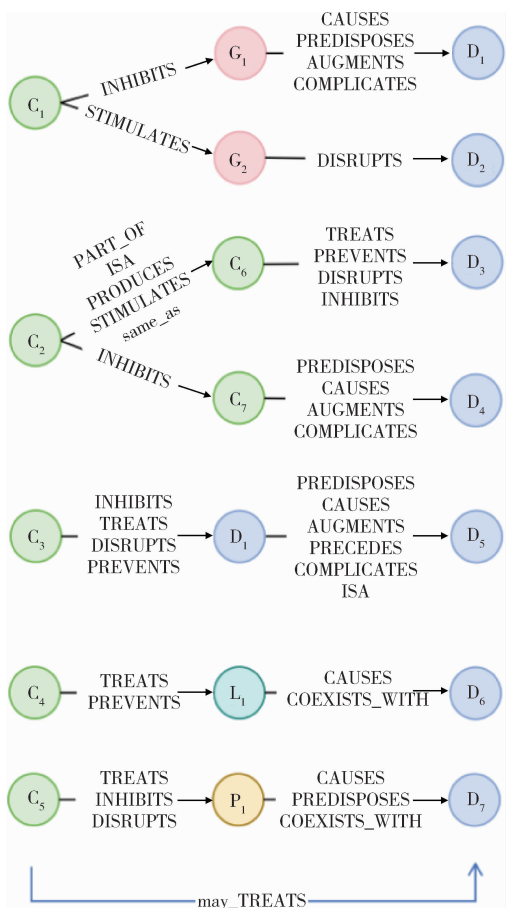 C1
INHIBITS
G1
CAUSES
PREDISPOSES
AUGMENTS
COMPLICATES
D1
STIMULATES
G2
DISRUPTS
D2
C2
PART_OF
ISA
PRODUCES
STIMULATES
same_as
C6
TREATS
PREVENTS
DISRUPTS
INHIBITS
D3
INHIBITS
C7
PREDISPOSES
CAUSES
AUGMENTS
COMPLICATES
D4
C3
INHIBITS
TREATS
DISRUPTS
PREVENTS
D1
PREDISPOSES
CAUSES
AUGMENTS
PRECEDES
COMPLICATES
ISA
D5
C4
TREATS
PREVENTS
L1
CAUSES
COEXISTS_WITH
D6
C5
TREATS
INHIBITS
DISRUPTS
P1
CAUSES
PREDISPOSES
COEXISTS_WITH
D7
may_TREATS